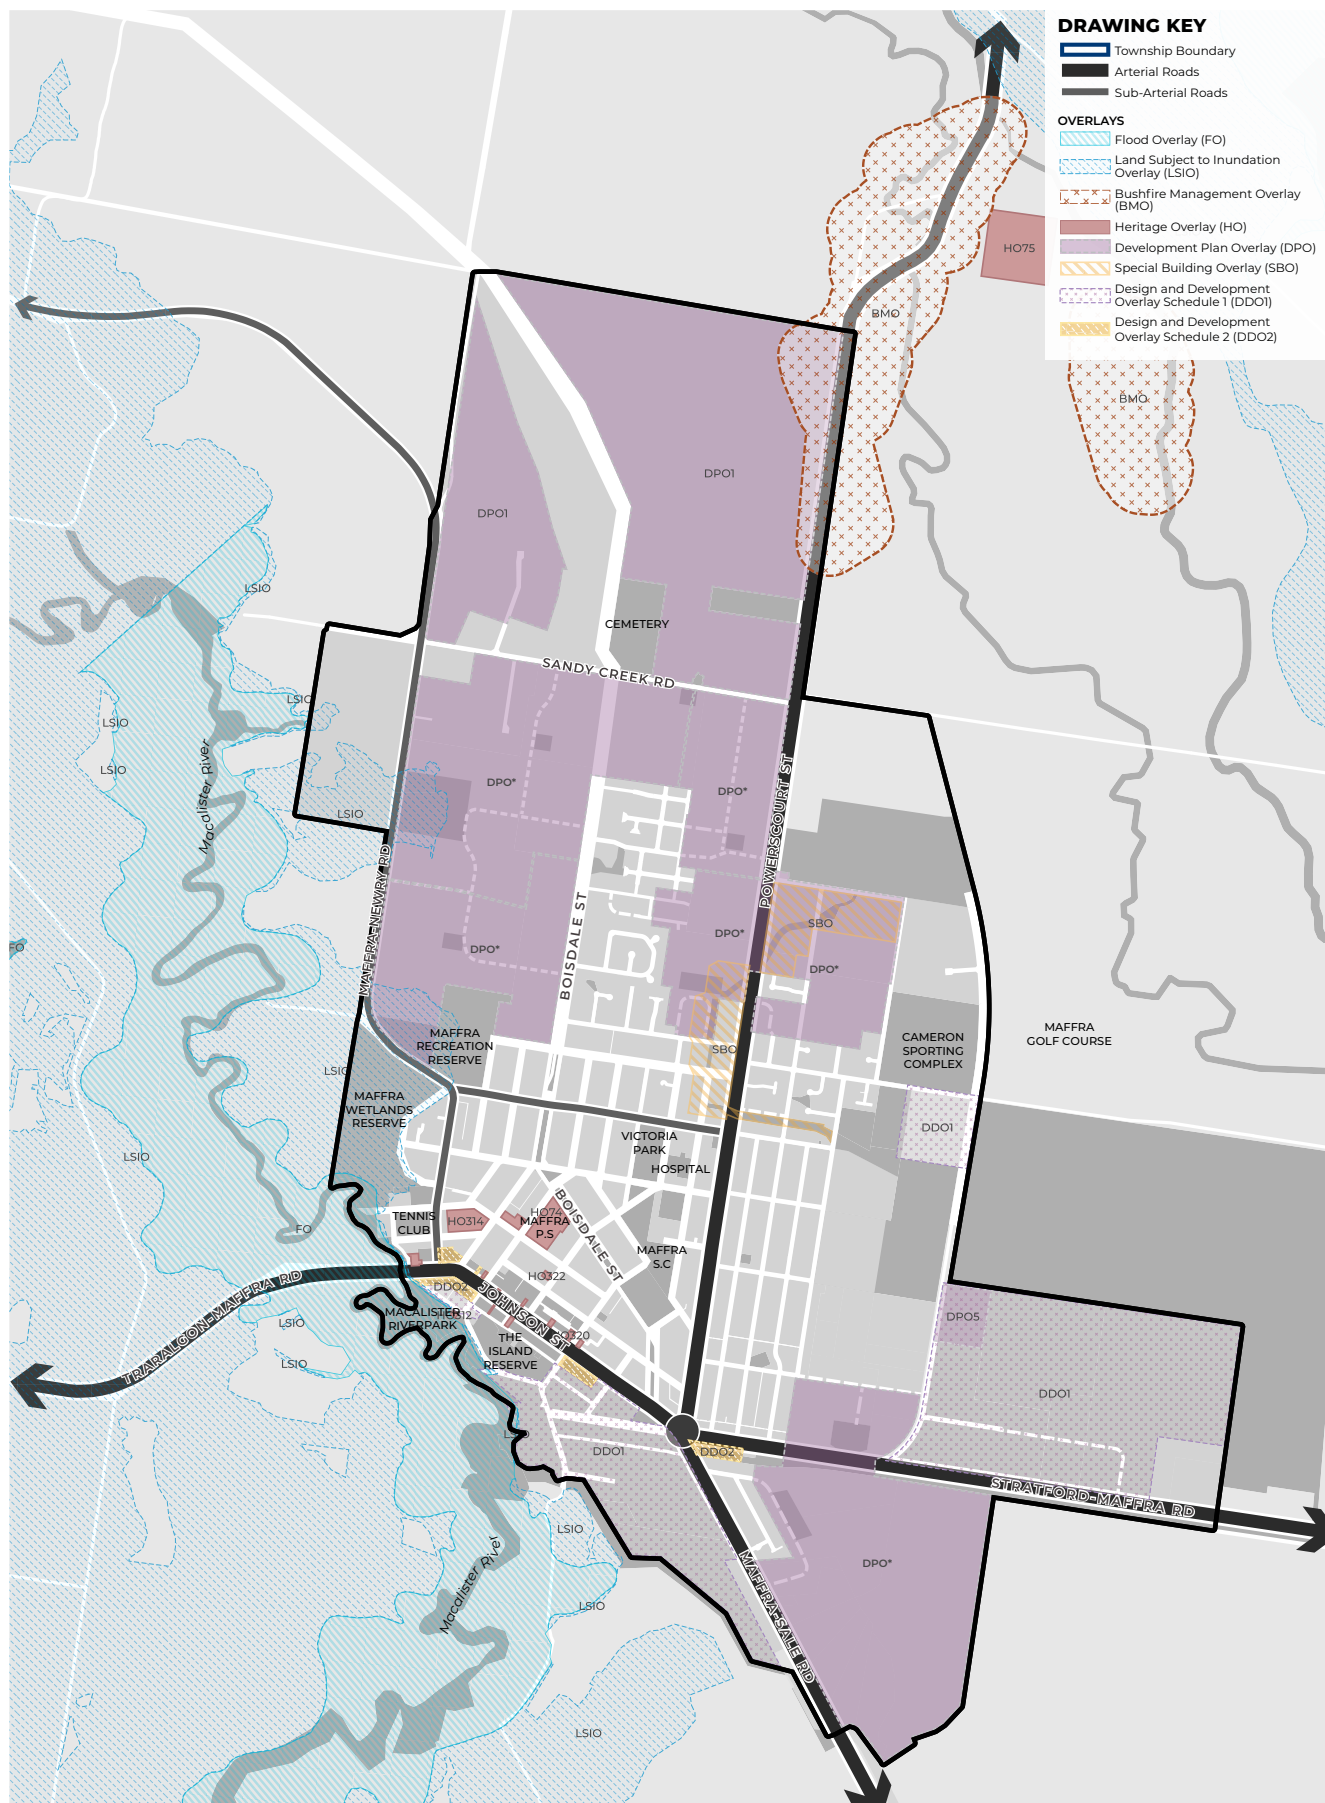 DRAWING KEY
Township Boundary
Arterial Roads
Sub-Arterial Roads
OVERLAYS
Flood Overlay (FO)
Land Subject to Inundation
Overlay (LSIO)
Bushfire Management Overlay
(BMO)
Heritage Overlay (HO)
Development Plan Overlay (DPO)
Special Building Overlay (SBO)
Design and Development
Overlay Schedule 1 (DDO1)
Design and Development
Overlay Schedule 2 (DDO2)
HO75
BMO
BMO
DPO1
DPO1
LSIO
CEMETERY
SANDY CREEK RD
LSIO
LSIO
LSIO
Macalister River
DPO*
DPO*
LSIO
POWERSCOURT ST
MAFFRA-NEWRY RD
BOISDALE ST
SBO
DPO*
FO
DPO*
DPO*
MAFFRA
RECREATION
RESERVE
SBO
CAMERON
SPORTING
COMPLEX
MAFFRA
GOLF COURSE
LSIO
MAFFRA
WETLANDS
RESERVE
DDO1
VICTORIA
PARK
HOSPITAL
LSIO
TENNIS
CLUB
HO314
HO74
MAFFRA
P.S
BOISDALE ST
FO
MAFFRA
S.C
HO322
TRARALGON-MAFFRA RD
DDO2
JOHNSON ST
MACALISTER
RIVERPARK
HO312
LSIO
DPO5
THE
ISLAND
RESERVE
HO320
LSIO
DDO1
DDO1
DDO2
STRATFORD-MAFFRA RD
LSIO
DPO*
Macalister River
MAFFRA-SALE RD
LSIO
LSIO